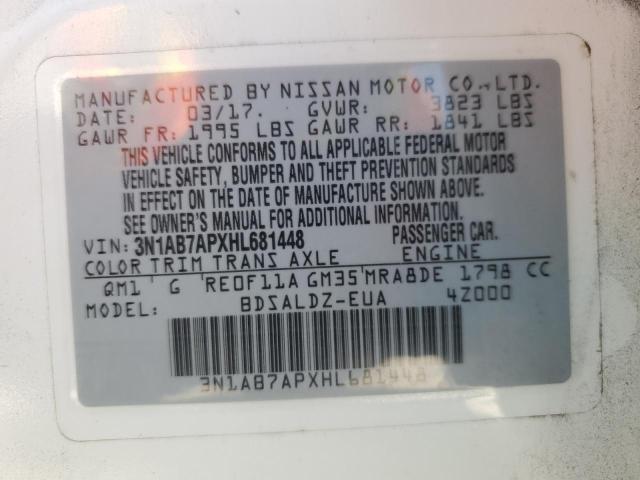 MANUFACTURED BY NISSAN MOTOR CO., LTD.
DATE: 03/17. GVWR: 3823 LBS
GAWR FR: 1995 LBS GAWR RR: 1841 LBS
THIS VEHICLE CONFORMS TO ALL APPLICABLE FEDERAL MOTOR
VEHICLE SAFETY, BUMPER AND THEFT PREVENTION STANDARDS
IN EFFECT ON THE DATE OF MANUFACTURE SHOWN ABOVE.
SEE OWNER'S MANUAL FOR ADDITIONAL INFORMATION.
VIN: 3N1AB7APXHL681448 PASSENGER CAR.
COLOR TRIM TRANS AXLE ENGINE
QM1 G RE0F11A GM35 MRA8DE 1798 CC
MODEL: BDSALDZ-EUA 4Z000
3N1AB7APXHL681448